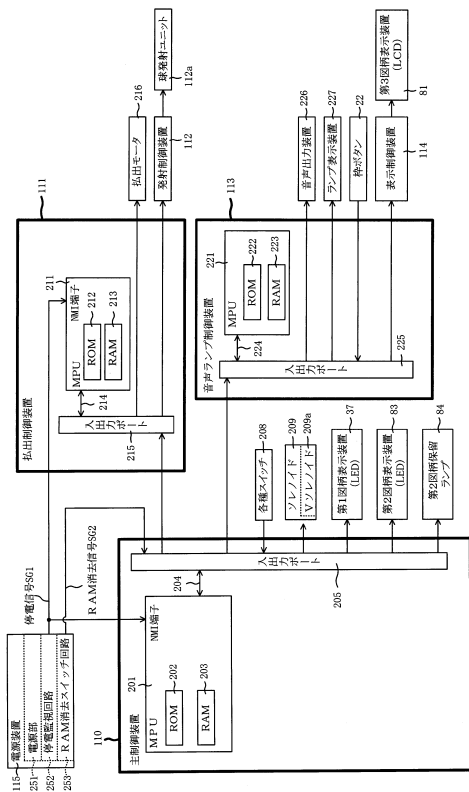 115
電源装置
251
電源部
252
停電監視回路
253
RAM消去スイッチ回路
停電信号SG1
RAM消去信号SG2
110
主制御装置
201
MPU
NMI端子
ROM
202
RAM
203
204
入出力ポート
205
111
払出制御装置
211
MPU
NMI端子
ROM
212
RAM
213
214
入出力ポート
215
払出モータ
216
発射制御装置
112
球発射ユニット
112a
各種スイッチ
208
ソレノイド
209
Vソレノイド
209a
第1図柄表示装置
(LED)
37
第2図柄表示装置
(LED)
83
第2図柄保留
ランプ
84
113
音声ランプ制御装置
221
MPU
ROM
222
RAM
223
224
入出力ポート
225
音声出力装置
226
ランプ表示装置
227
枠ボタン
22
表示制御装置
114
第3図柄表示装置
(LCD)
81